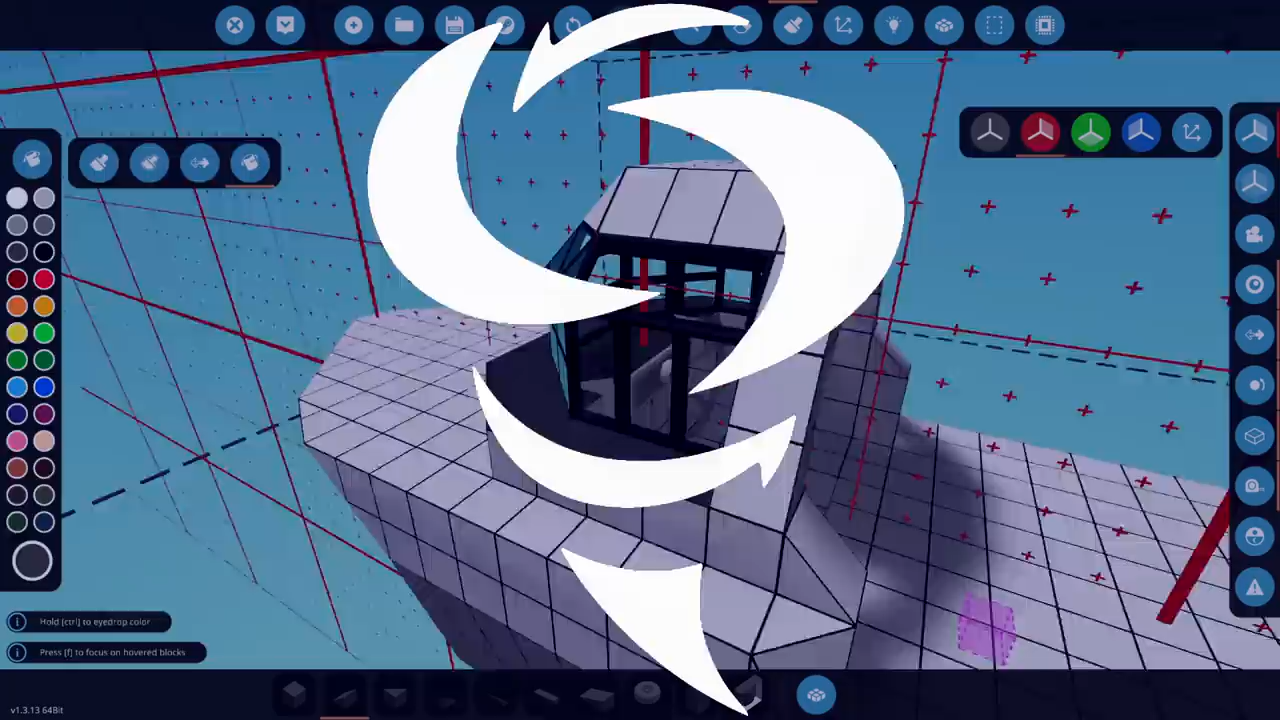 Hold [ctrl] to eyedrop color
Press [f] to focus on hovered blocks
v1.3.13 64Bit